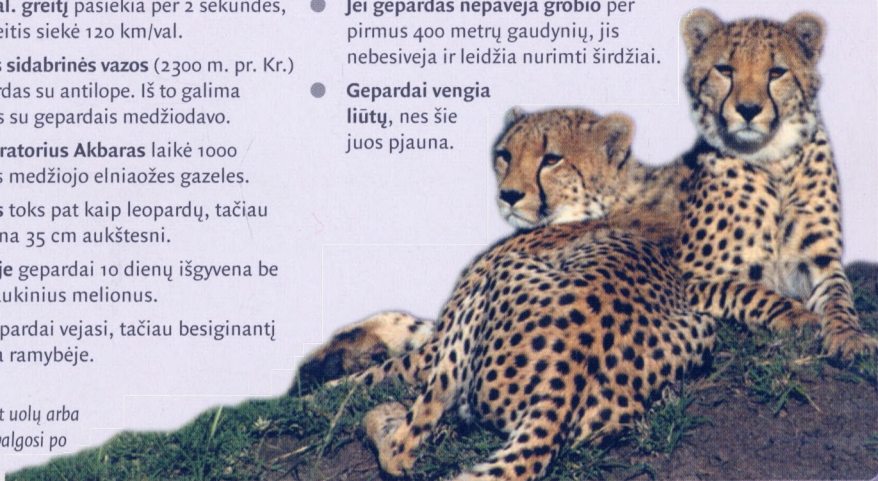 al. greitį pasiekia per 2 sekundes,
eitis siekė 120 km/val.
s sidabrinės vazos (2300 m. pr. Kr.)
rdas su antilope. Iš to galima
s su gepardais medžiodavo.
ratorius Akbaras laikė 1000
s medžiojo elniaožes gazeles.
s toks pat kaip leopardų, tačiau
na 35 cm aukštesni.
je gepardai 10 dienų išgyvena be
aukinius melionus.
pardai vejasi, tačiau besiginantį
a ramybėje.
t uolų arba
valgosi po
Jei gepardas nepaveja grobio per
pirmus 400 metrų gaudynių, jis
nebesiveja ir leidžia nurimti širdžiai.
Gepardai vengia
liūtų, nes šie
juos pjauna.